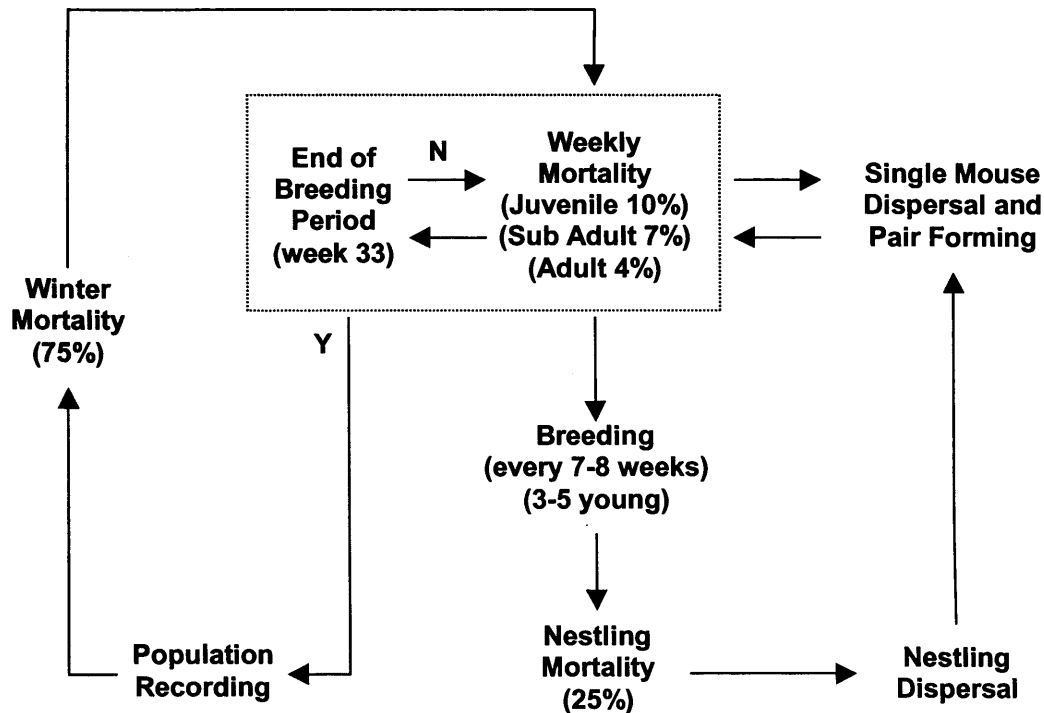 End of
Breeding
Period
(week 33)
N
Weekly
Mortality
(Juvenile 10%)
(Sub Adult 7%)
(Adult 4%)
Single Mouse
Dispersal and
Pair Forming
Winter
Mortality
(75%)
Y
Breeding
(every 7-8 weeks)
(3-5 young)
Population
Recording
Nestling
Mortality
(25%)
Nestling
Dispersal